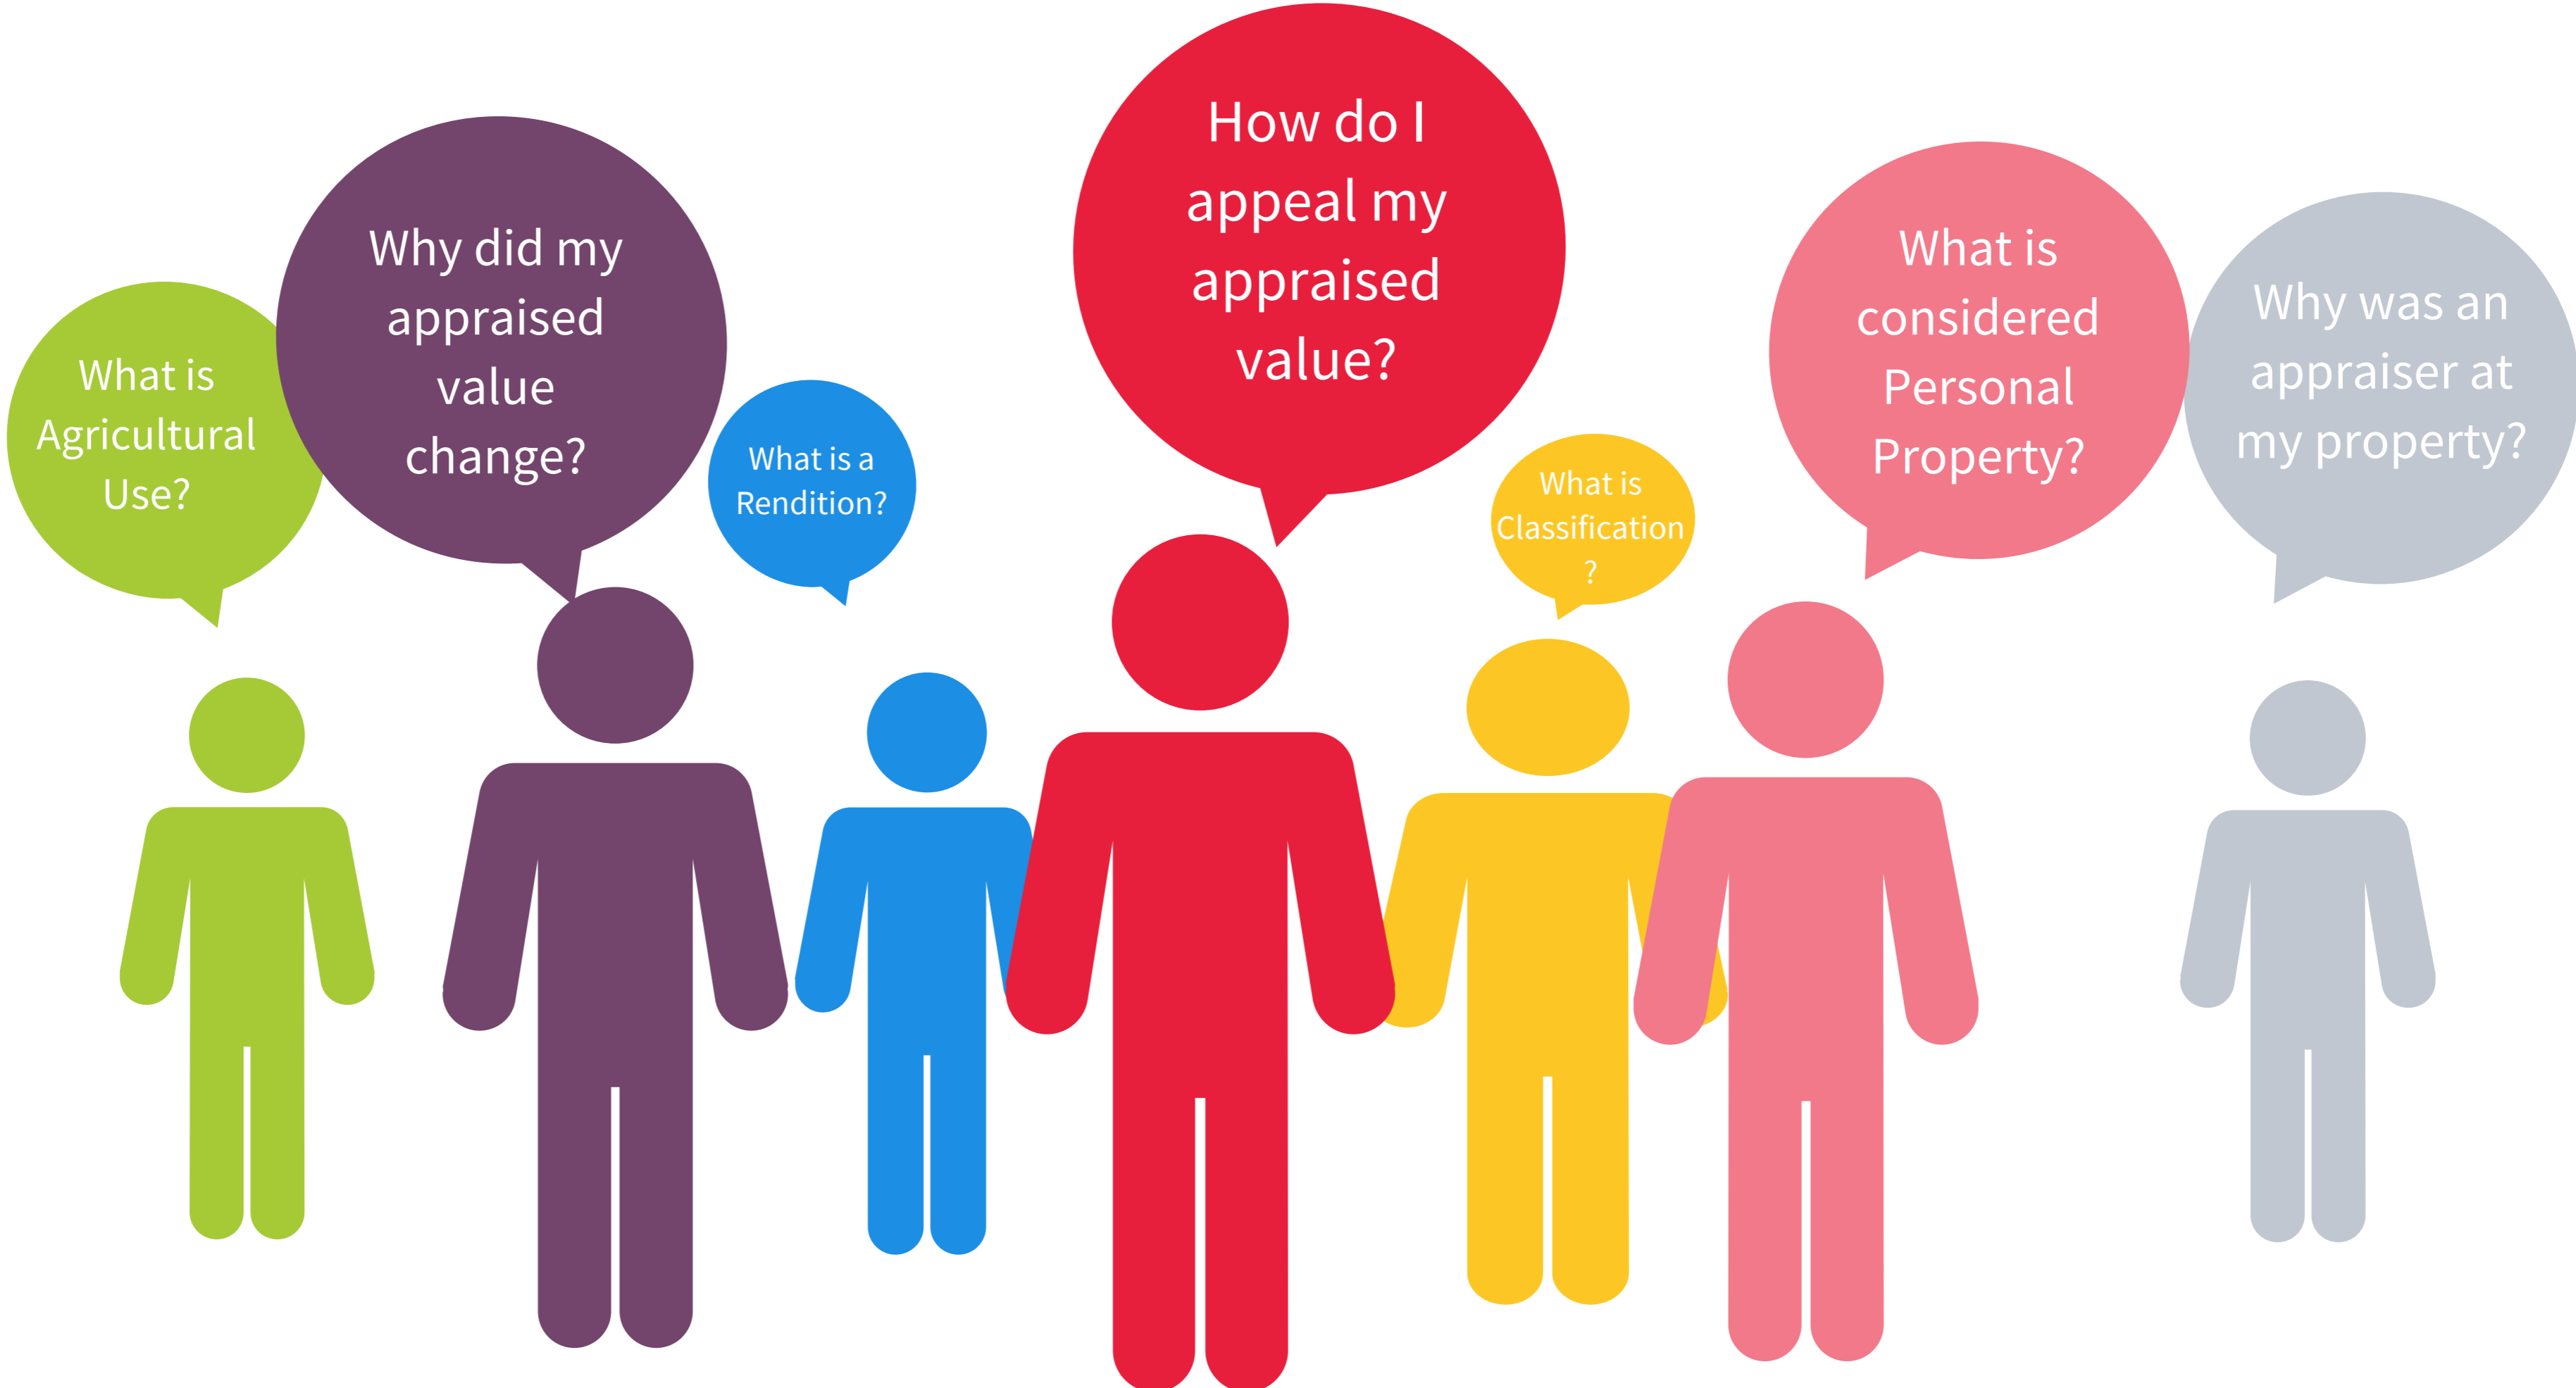 What is
Agricultural
Use?
Why did my
appraised
value
change?
What is a
Rendition?
How do I
appeal my
appraised
value?
What is
Classification
?
What is
considered
Personal
Property?
Why was an
appraiser at
my property?